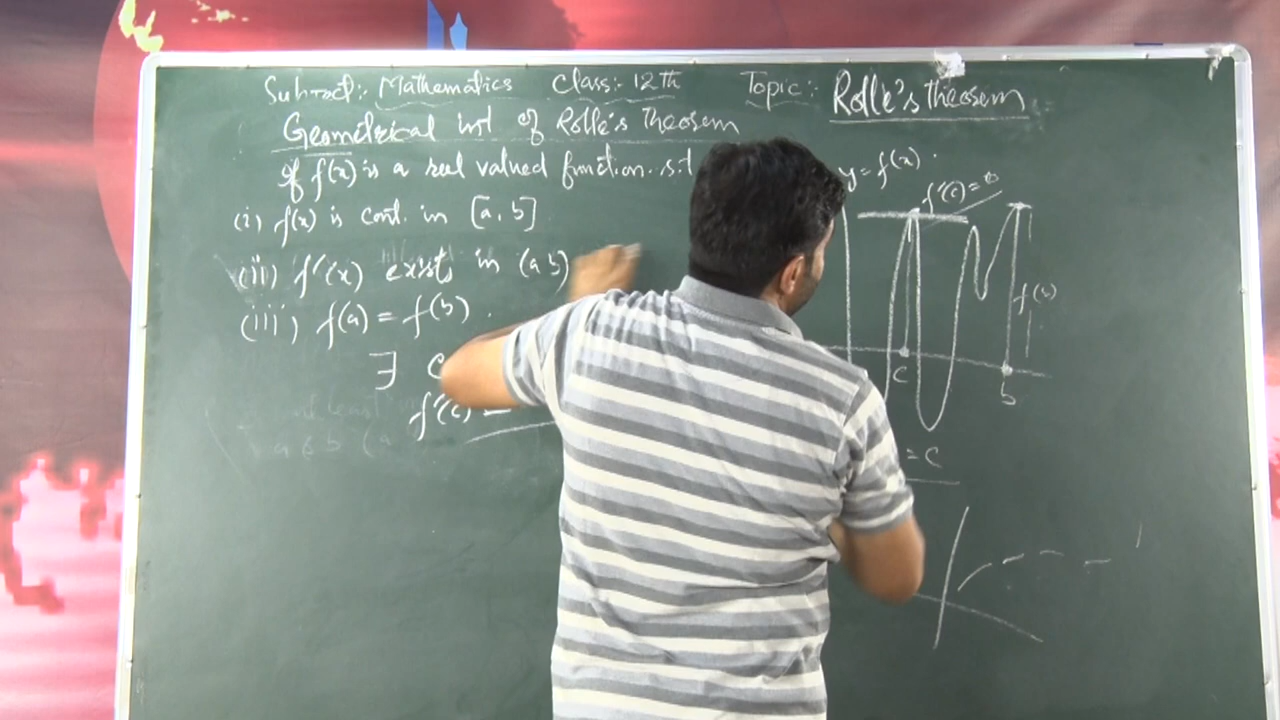 Subject:- Mathematics Class:- 12th Topic:- Rolle's theorem
Geometrical int of Rolle's Theorem
If f(x) is a real valued function s.t
(i) f(x) is cont. in [a, b]
(ii) f'(x) exists in (a b)
(iii) f(a) = f(b).
∃ c
f'(c) =
y = f(x).
f'(c) = 0
f(b)
c
b
= c